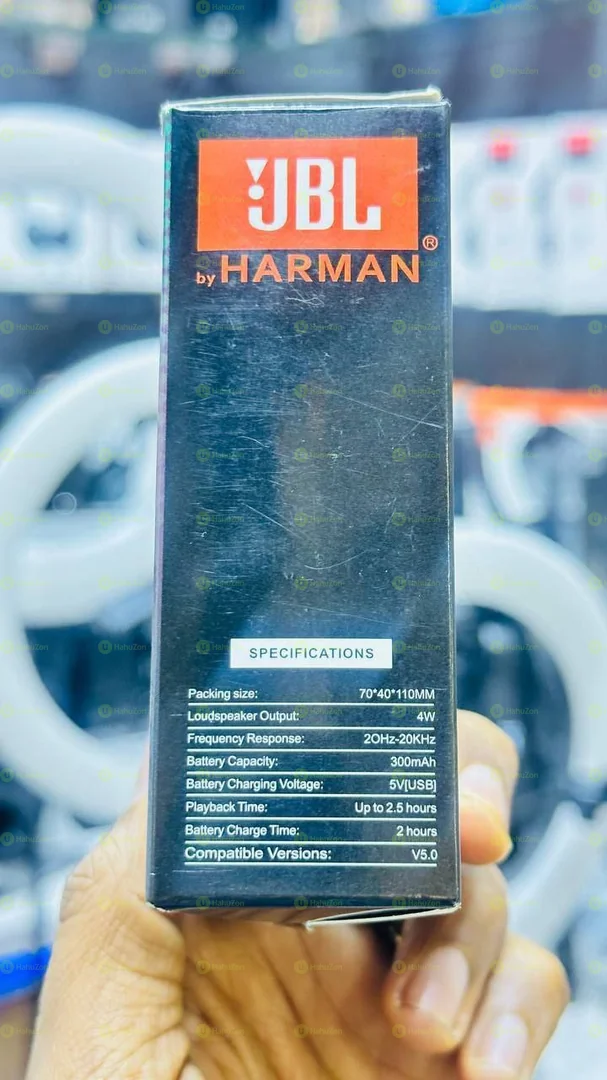 JBL
®
by HARMAN
SPECIFICATIONS
Packing size: 70*40*110MM
Loudspeaker Output: 4W
Frequency Response: 2OHz-20KHz
Battery Capacity: 300mAh
Battery Charging Voltage: 5V[USB]
Playback Time: Up to 2.5 hours
Battery Charge Time: 2 hours
Compatible Versions: V5.0
HahuZon